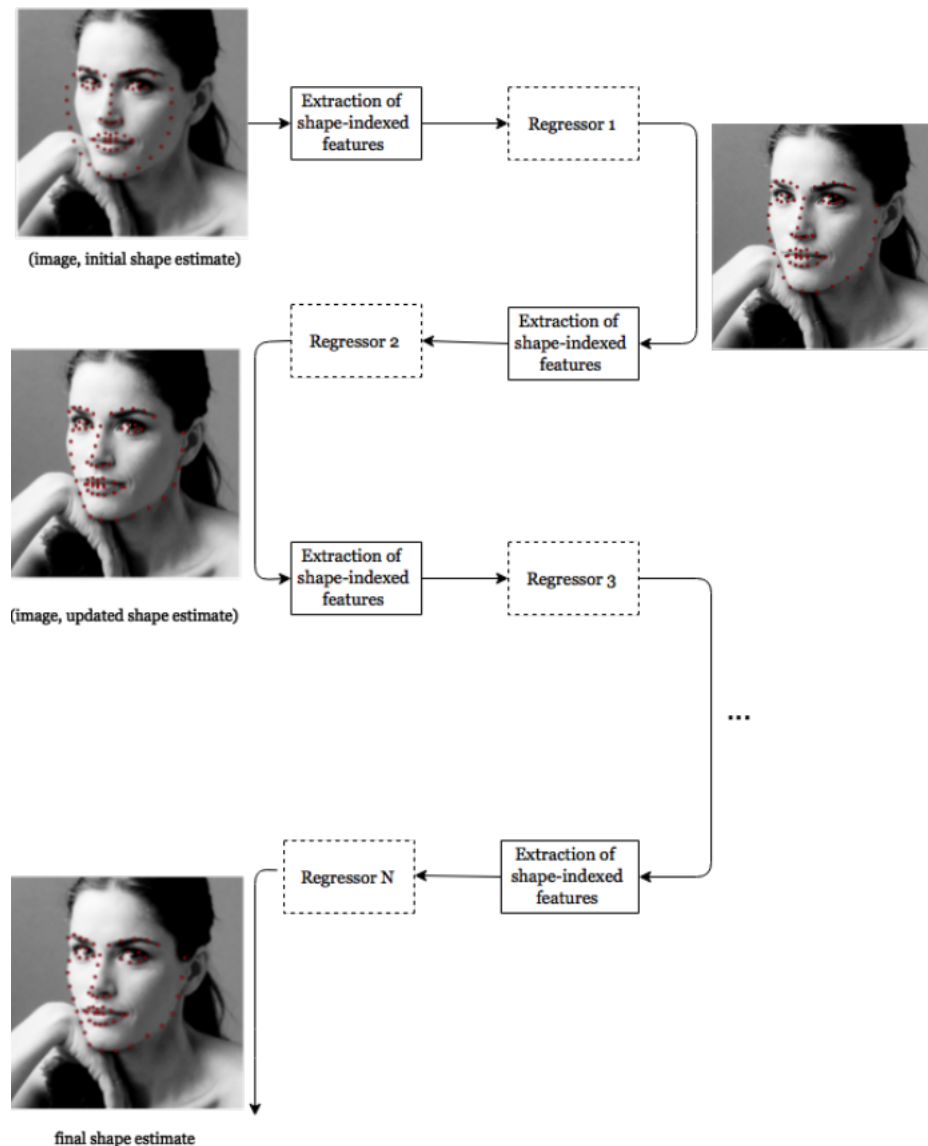 Extraction of
shape-indexed
features
Regressor 1
(image, initial shape estimate)
Regressor 2
Extraction of
shape-indexed
features
Extraction of
shape-indexed
features
Regressor 3
(image, updated shape estimate)
...
Regressor N
Extraction of
shape-indexed
features
final shape estimate